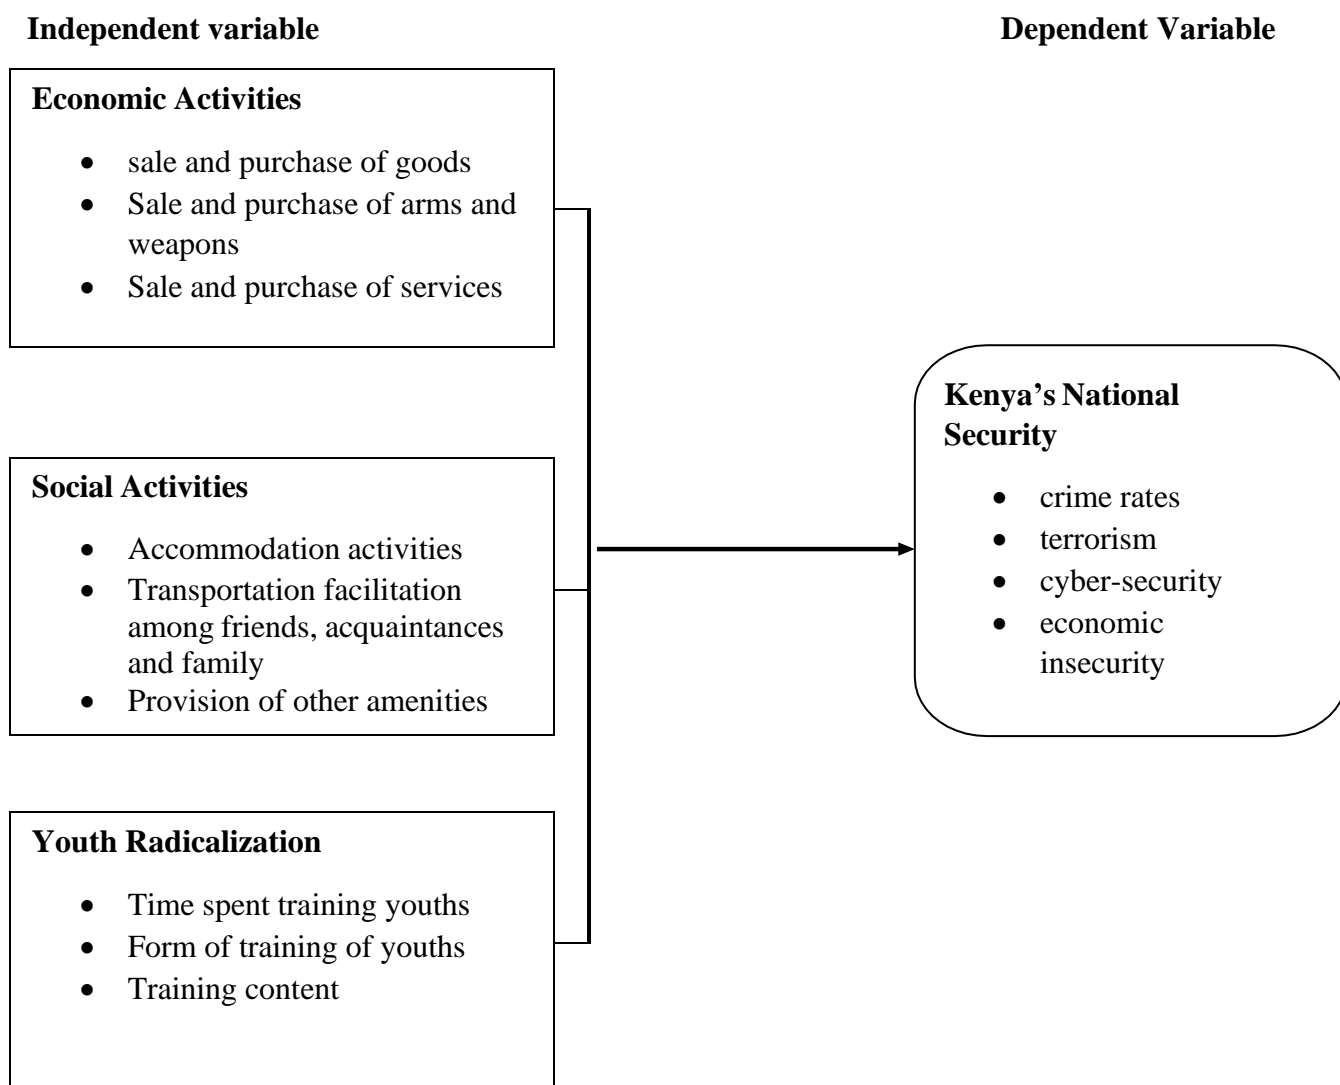 Independent variable
Dependent Variable
Economic Activities
• sale and purchase of goods
• Sale and purchase of arms and
weapons
• Sale and purchase of services
Social Activities
• Accommodation activities
• Transportation facilitation
among friends, acquaintances
and family
• Provision of other amenities
Youth Radicalization
• Time spent training youths
• Form of training of youths
• Training content
Kenya’s National
Security
• crime rates
• terrorism
• cyber-security
• economic
insecurity